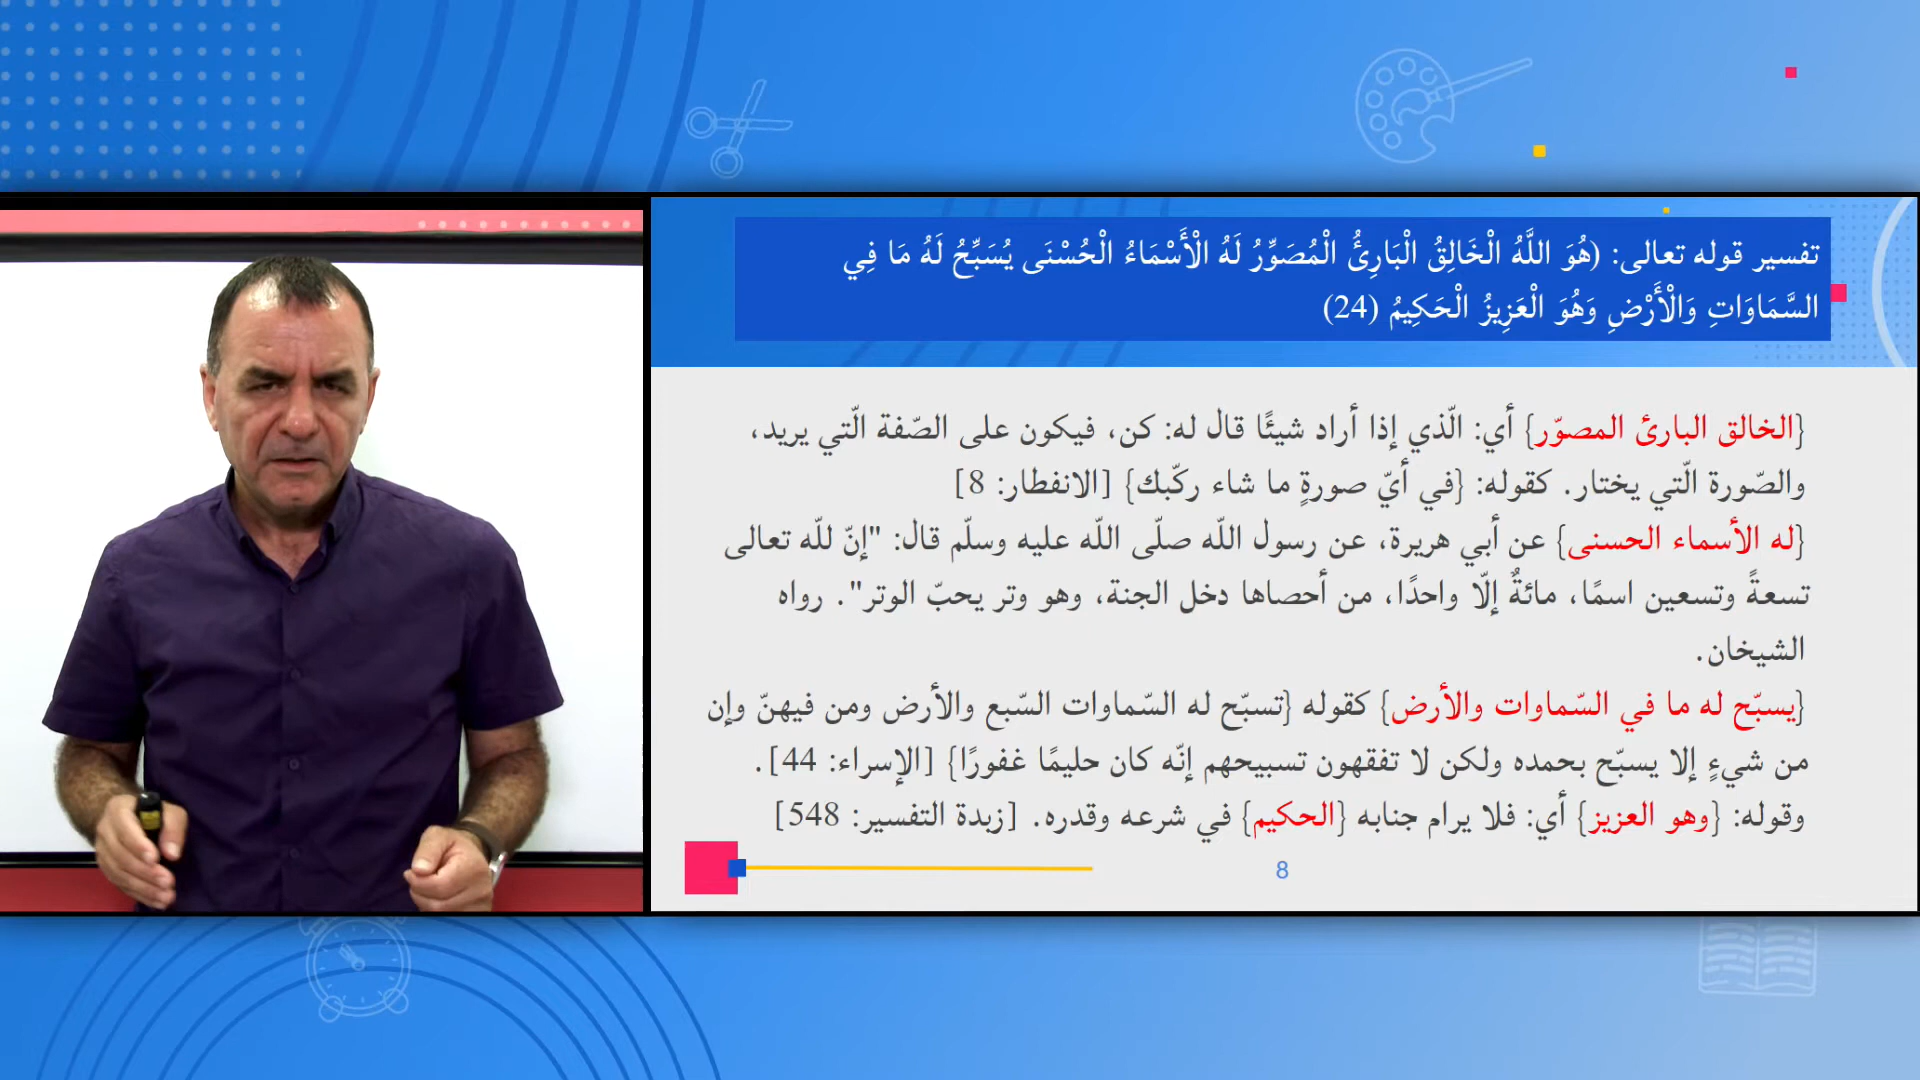 تفسير قوله تعالى: (هُوَ اللَّهُ الْخَالِقُ الْبَارِئُ الْمُصَوِّرُ لَهُ الْأَسْمَاءُ الْحُسْنَى يُسَبِّحُ لَهُ مَا فِي
السَّمَاوَاتِ وَالْأَرْضِ وَهُوَ الْعَزِيزُ الْحَكِيمُ (24)
{الخالق البارئ المصوّر} أي: الّذي إذا أراد شيئًا قال له: كن، فيكون على الصّفة الّتي يريد،
والصّورة الّتي يختار. كقوله: {في أيّ صورةٍ ما شاء ركّبك} [الانفطار: 8]
{له الأسماء الحسنى} عن أبي هريرة، عن رسول اللّه صلّى اللّه عليه وسلّم قال: "إنّ للّه تعالى
تسعةً وتسعين اسمًا، مائةٌ إلّا واحدًا، من أحصاها دخل الجنة، وهو وتر يحبّ الوتر". رواه
الشيخان.
{يسبّح له ما في السّماوات والأرض} كقوله {تسبّح له السّماوات السّبع والأرض ومن فيهنّ وإن
من شيءٍ إلا يسبّح بحمده ولكن لا تفقهون تسبيحهم إنّه كان حليمًا غفورًا} [الإسراء: 44].
وقوله: {وهو العزيز} أي: فلا يرام جنابه {الحكيم} في شرعه وقدره. [زبدة التفسير: 548]
8